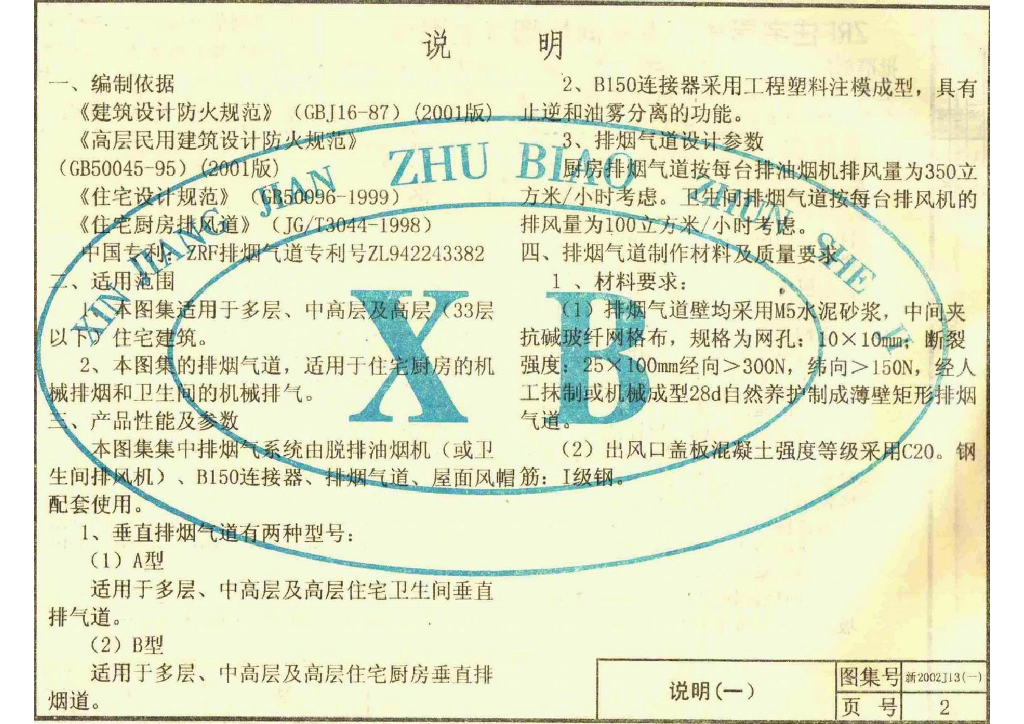 说 明
一、编制依据
《建筑设计防火规范》(GBJ16-87)(2001版)
《高层民用建筑设计防火规范》
(GB50045-95)(2001版)
《住宅设计规范》(GB50096-1999)
《住宅厨房排风道》(JG/T3044-1998)
中国专利：ZRF排烟气道专利号ZL942243382
二、适用范围
1、本图集适用于多层、中高层及高层（33层
以下）住宅建筑。
2、本图集的排烟气道，适用于住宅厨房的机
械排烟和卫生间的机械排气。
三、产品性能及参数
本图集集中排烟气系统由脱排油烟机（或卫
生间排风机）、B150连接器、排烟气道、屋面风帽
配套使用。
1、垂直排烟气道有两种型号：
（1）A型
适用于多层、中高层及高层住宅卫生间垂直
排气道。
（2）B型
适用于多层、中高层及高层住宅厨房垂直排
烟道。
2、B150连接器采用工程塑料注模成型，具有
止逆和油雾分离的功能。
3、排烟气道设计参数
厨房排烟气道按每台排油烟机排风量为350立
方米/小时考虑。卫生间排烟气道按每台排风机的
排风量为100立方米/小时考虑。
四、排烟气道制作材料及质量要求
1、材料要求：
（1）排烟气道壁均采用M5水泥砂浆，中间夹
抗碱玻纤网格布，规格为网孔：10×10mm；断裂
强度：25×100mm经向＞300N，纬向＞150N，经人
工抹制或机械成型28d自然养护制成薄壁矩形排烟
气道。
（2）出风口盖板混凝土强度等级采用C20。钢
筋：I级钢。
XIN JIANG JIAN ZHU BIAO ZHUN SHE JI
XB
说明(一)
图集号 新2002J13(一)
页 号 2